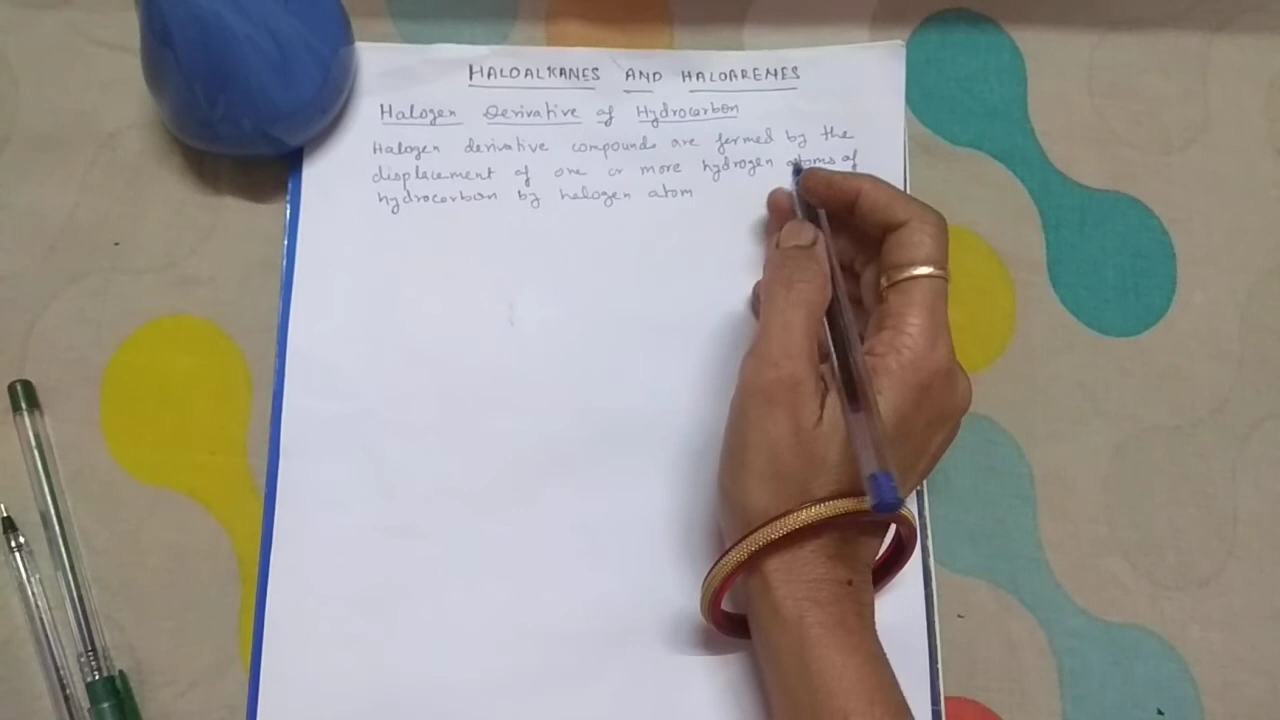 HALOALKANES AND HALOARENES
Halogen Derivative of Hydrocarbon
Halogen derivative compounds are formed by the
displacement of one or more hydrogen atoms of
hydrocarbon by halogen atom